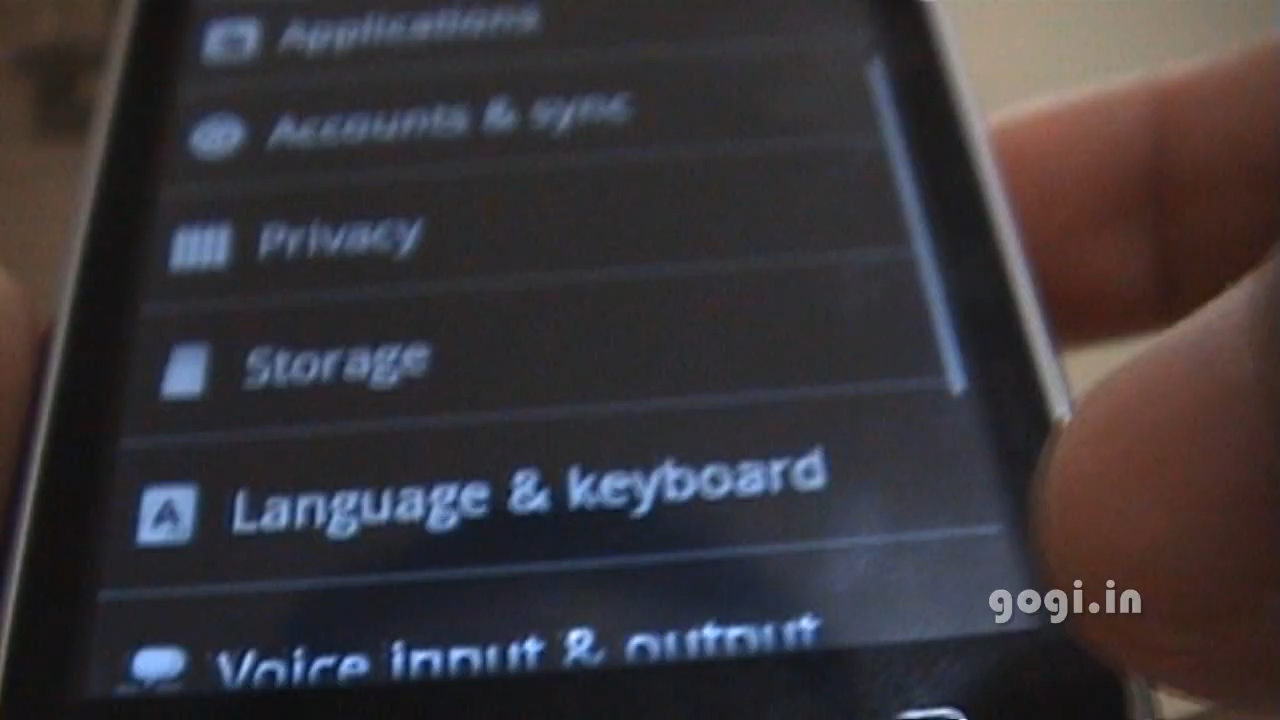 Applications
Accounts & sync
Privacy
Storage
Language & keyboard
Voice input & output
gogi.in